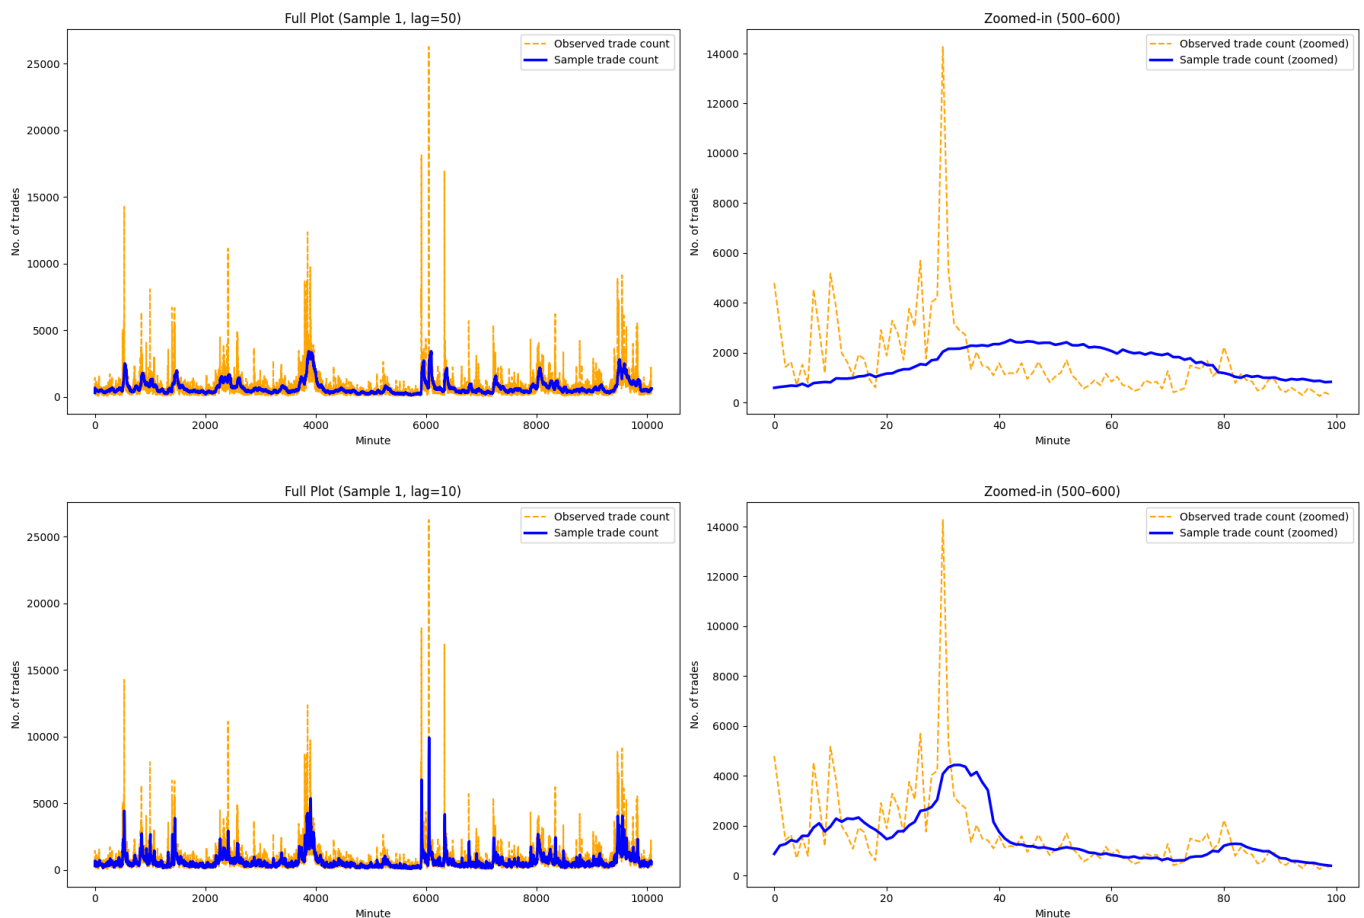 Full Plot (Sample 1, lag=50)
Observed trade count
Sample trade count
No. of trades
25000
20000
15000
10000
5000
0
0 2000 4000 6000 8000 10000
Minute
Zoomed-in (500–600)
Observed trade count (zoomed)
Sample trade count (zoomed)
No. of trades
14000
12000
10000
8000
6000
4000
2000
0
0 20 40 60 80 100
Minute
Full Plot (Sample 1, lag=10)
Observed trade count
Sample trade count
No. of trades
25000
20000
15000
10000
5000
0
0 2000 4000 6000 8000 10000
Minute
Zoomed-in (500–600)
Observed trade count (zoomed)
Sample trade count (zoomed)
No. of trades
14000
12000
10000
8000
6000
4000
2000
0
0 20 40 60 80 100
Minute